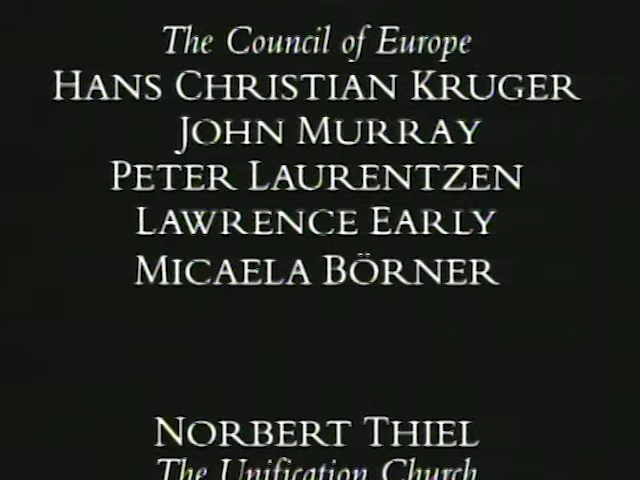 The Council of Europe
HANS CHRISTIAN KRUGER
JOHN MURRAY
PETER LAURENTZEN
LAWRENCE EARLY
MICAELA BÖRNER
NORBERT THIEL
The Unification Church